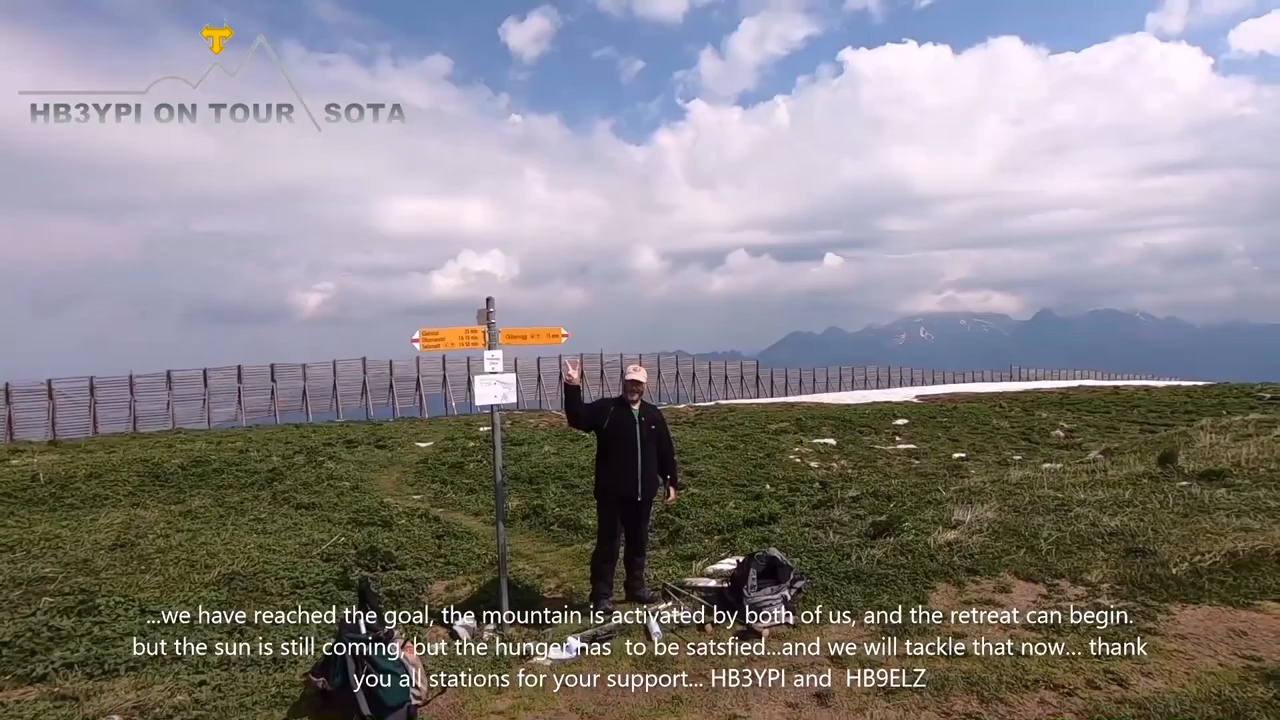 HB3YPI ON TOUR SOTA
...we have reached the goal, the mountain is activated by both of us, and the retreat can begin.
but the sun is still coming, but the hunger has to be satsfied...and we will tackle that now... thank
you all stations for your support... HB3YPI and HB9ELZ